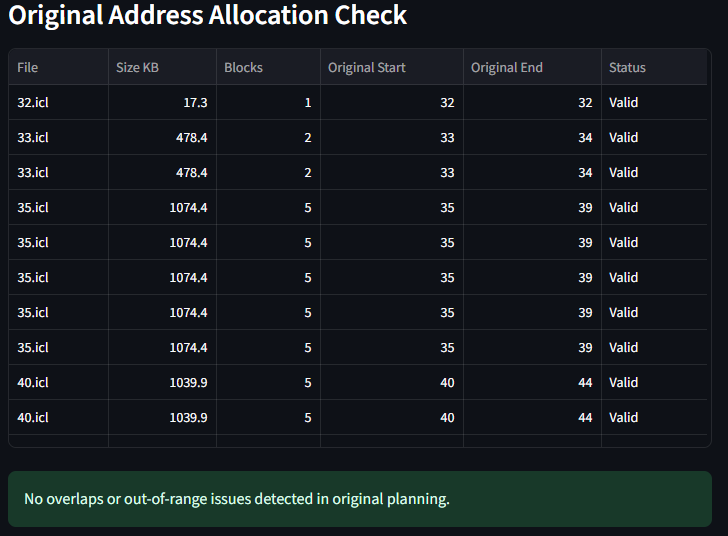 Original Address Allocation Check
File Size KB Blocks Original Start Original End Status
32.icl 17.3 1 32 32 Valid
33.icl 478.4 2 33 34 Valid
33.icl 478.4 2 33 34 Valid
35.icl 1074.4 5 35 39 Valid
35.icl 1074.4 5 35 39 Valid
35.icl 1074.4 5 35 39 Valid
35.icl 1074.4 5 35 39 Valid
35.icl 1074.4 5 35 39 Valid
40.icl 1039.9 5 40 44 Valid
40.icl 1039.9 5 40 44 Valid
No overlaps or out-of-range issues detected in original planning.